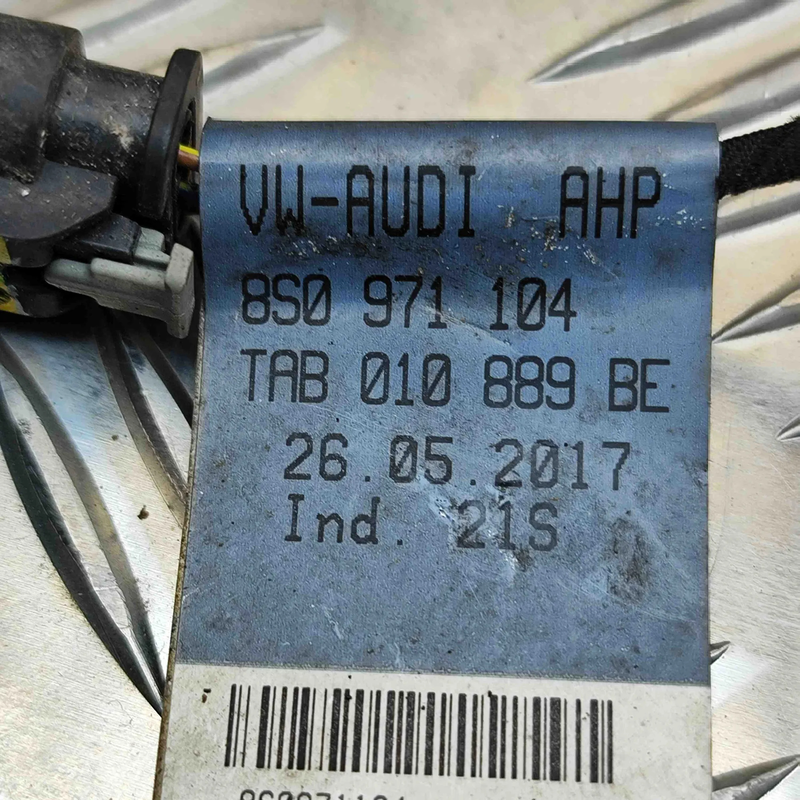 VW-AUDI AHP
8S0 971 104
TAB 010 889 BE
26.05.2017
Ind. 21S